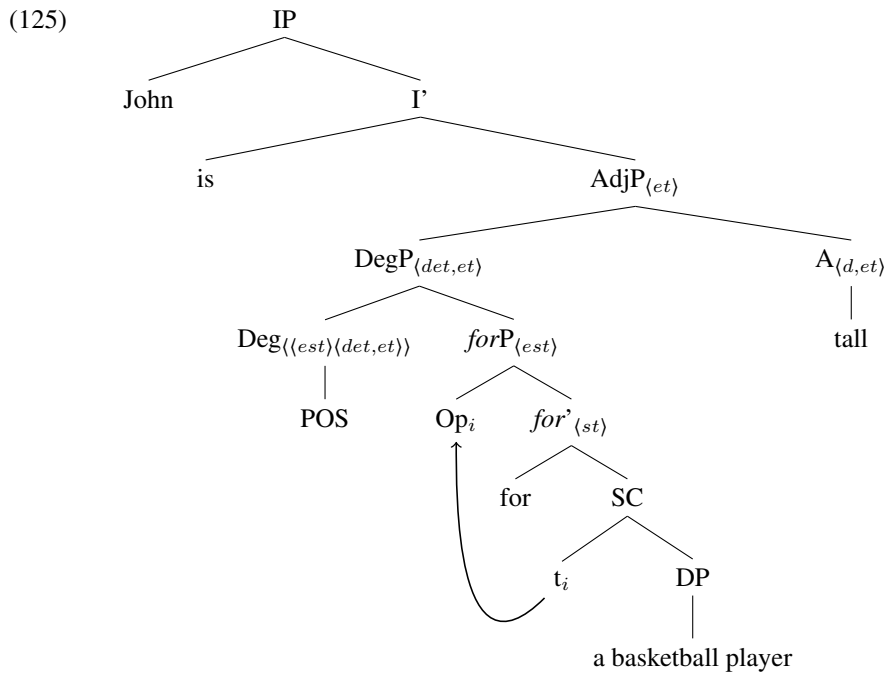 (125) IP
John I'
is AdjP⟨et⟩
DegP⟨det,et⟩ A⟨d,et⟩
Deg⟨⟨est⟩⟨det,et⟩⟩ forP⟨est⟩ tall
POS Opi for'⟨st⟩
for SC
ti DP
a basketball player